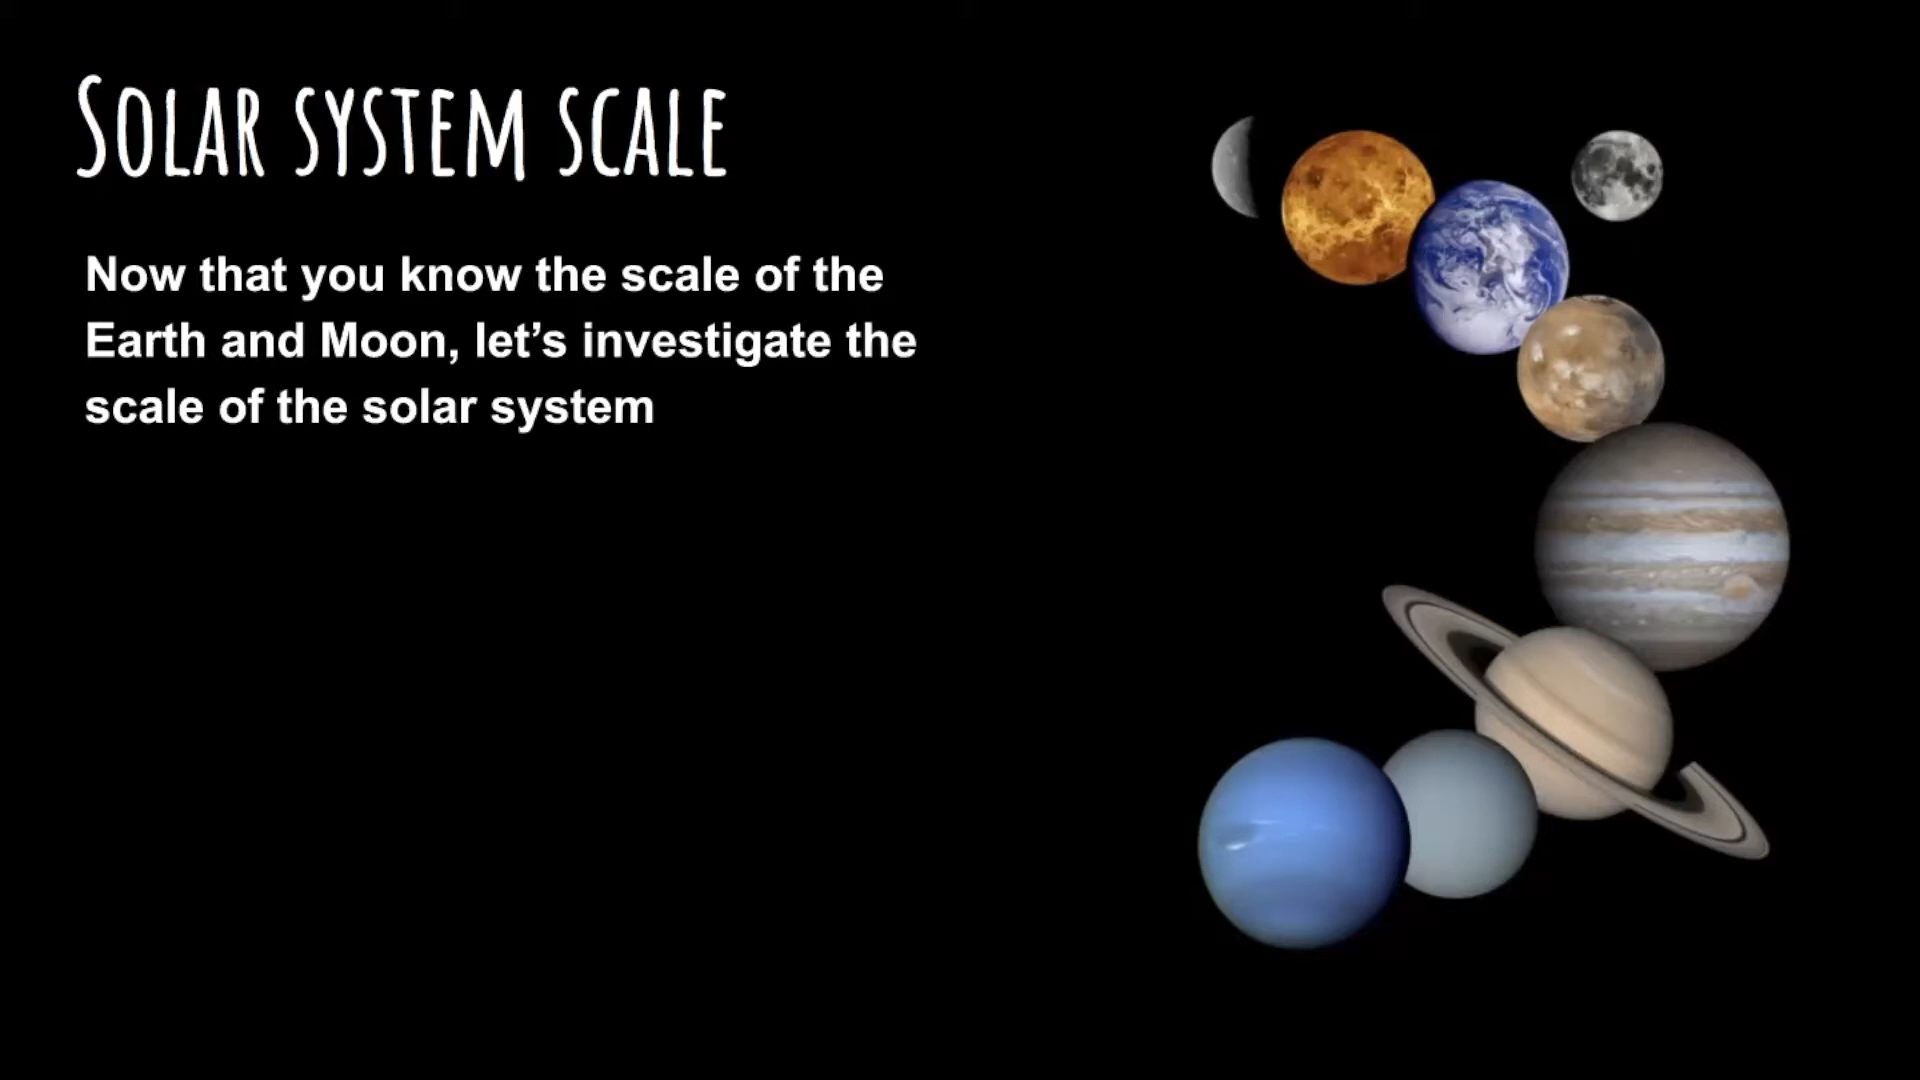 Solar system scale
Now that you know the scale of the
Earth and Moon, let’s investigate the
scale of the solar system